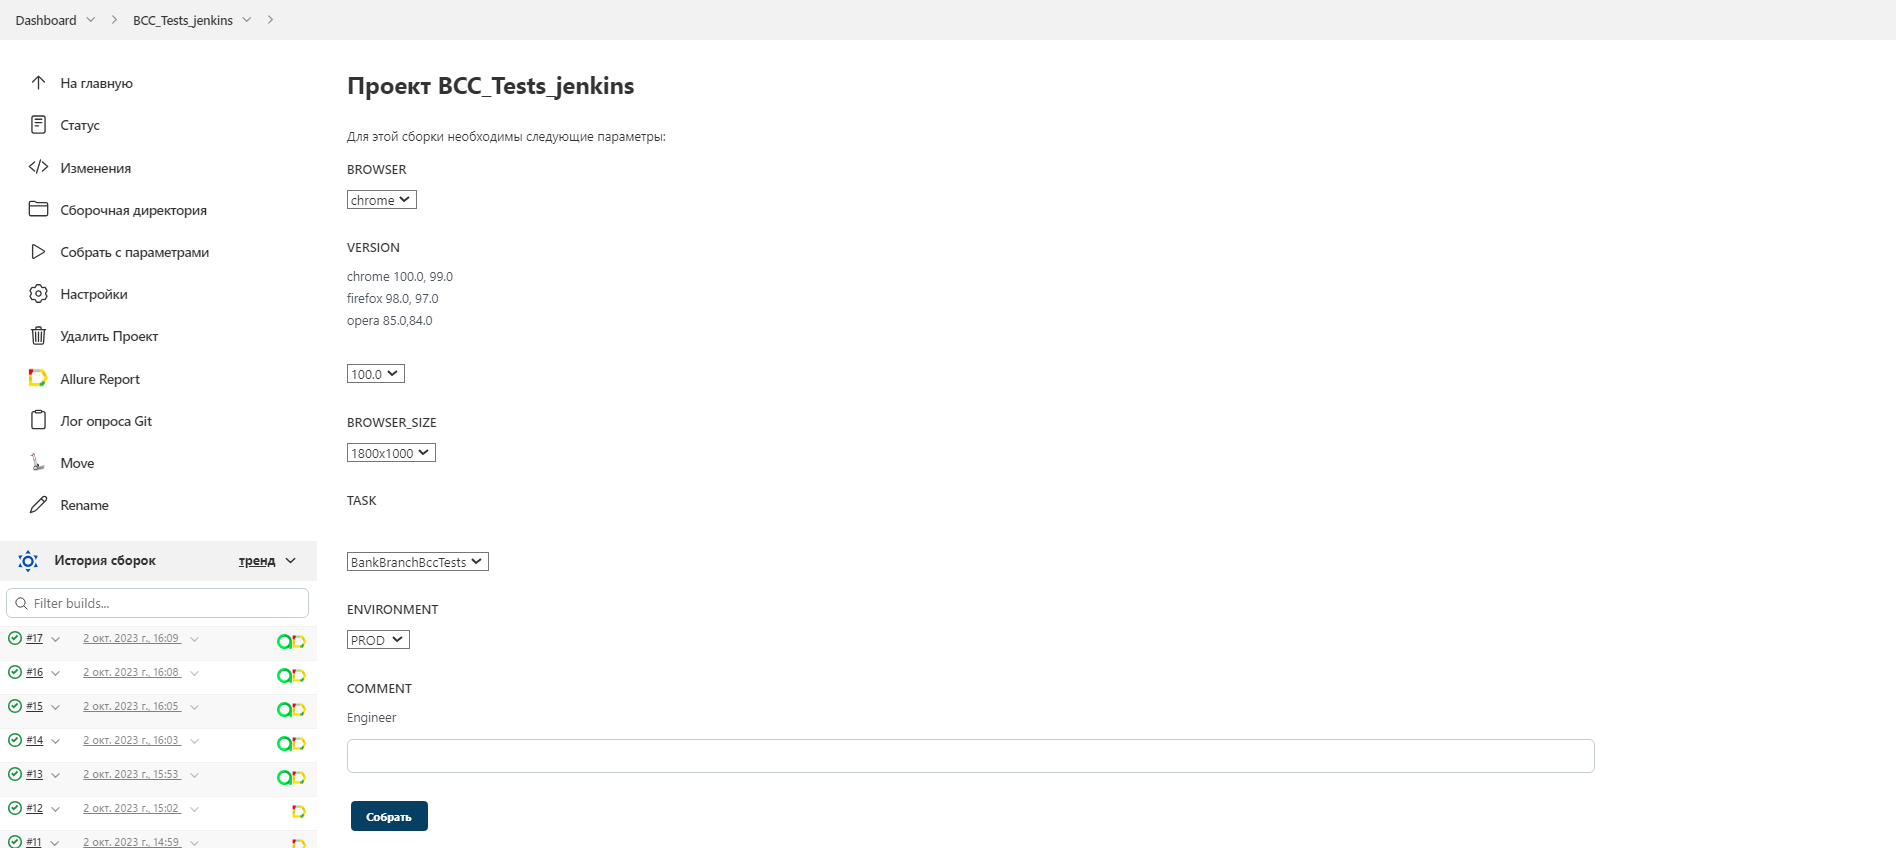 Dashboard
BCC_Tests_jenkins
На главную
Статус
Изменения
Сборочная директория
Собрать с параметрами
Настройки
Удалить Проект
Allure Report
Лог опроса Git
Move
Rename
История сборок
тренд
Filter builds...
#17 2 окт. 2023 г., 16:09
#16 2 окт. 2023 г., 16:08
#15 2 окт. 2023 г., 16:05
#14 2 окт. 2023 г., 16:03
#13 2 окт. 2023 г., 15:53
#12 2 окт. 2023 г., 15:02
#11 2 окт. 2023 г., 14:59
Проект BCC_Tests_jenkins
Для этой сборки необходимы следующие параметры:
BROWSER
chrome
VERSION
chrome 100.0, 99.0
firefox 98.0, 97.0
opera 85.0,84.0
100.0
BROWSER_SIZE
1800x1000
TASK
BankBranchBccTests
ENVIRONMENT
PROD
COMMENT
Engineer
Собрать